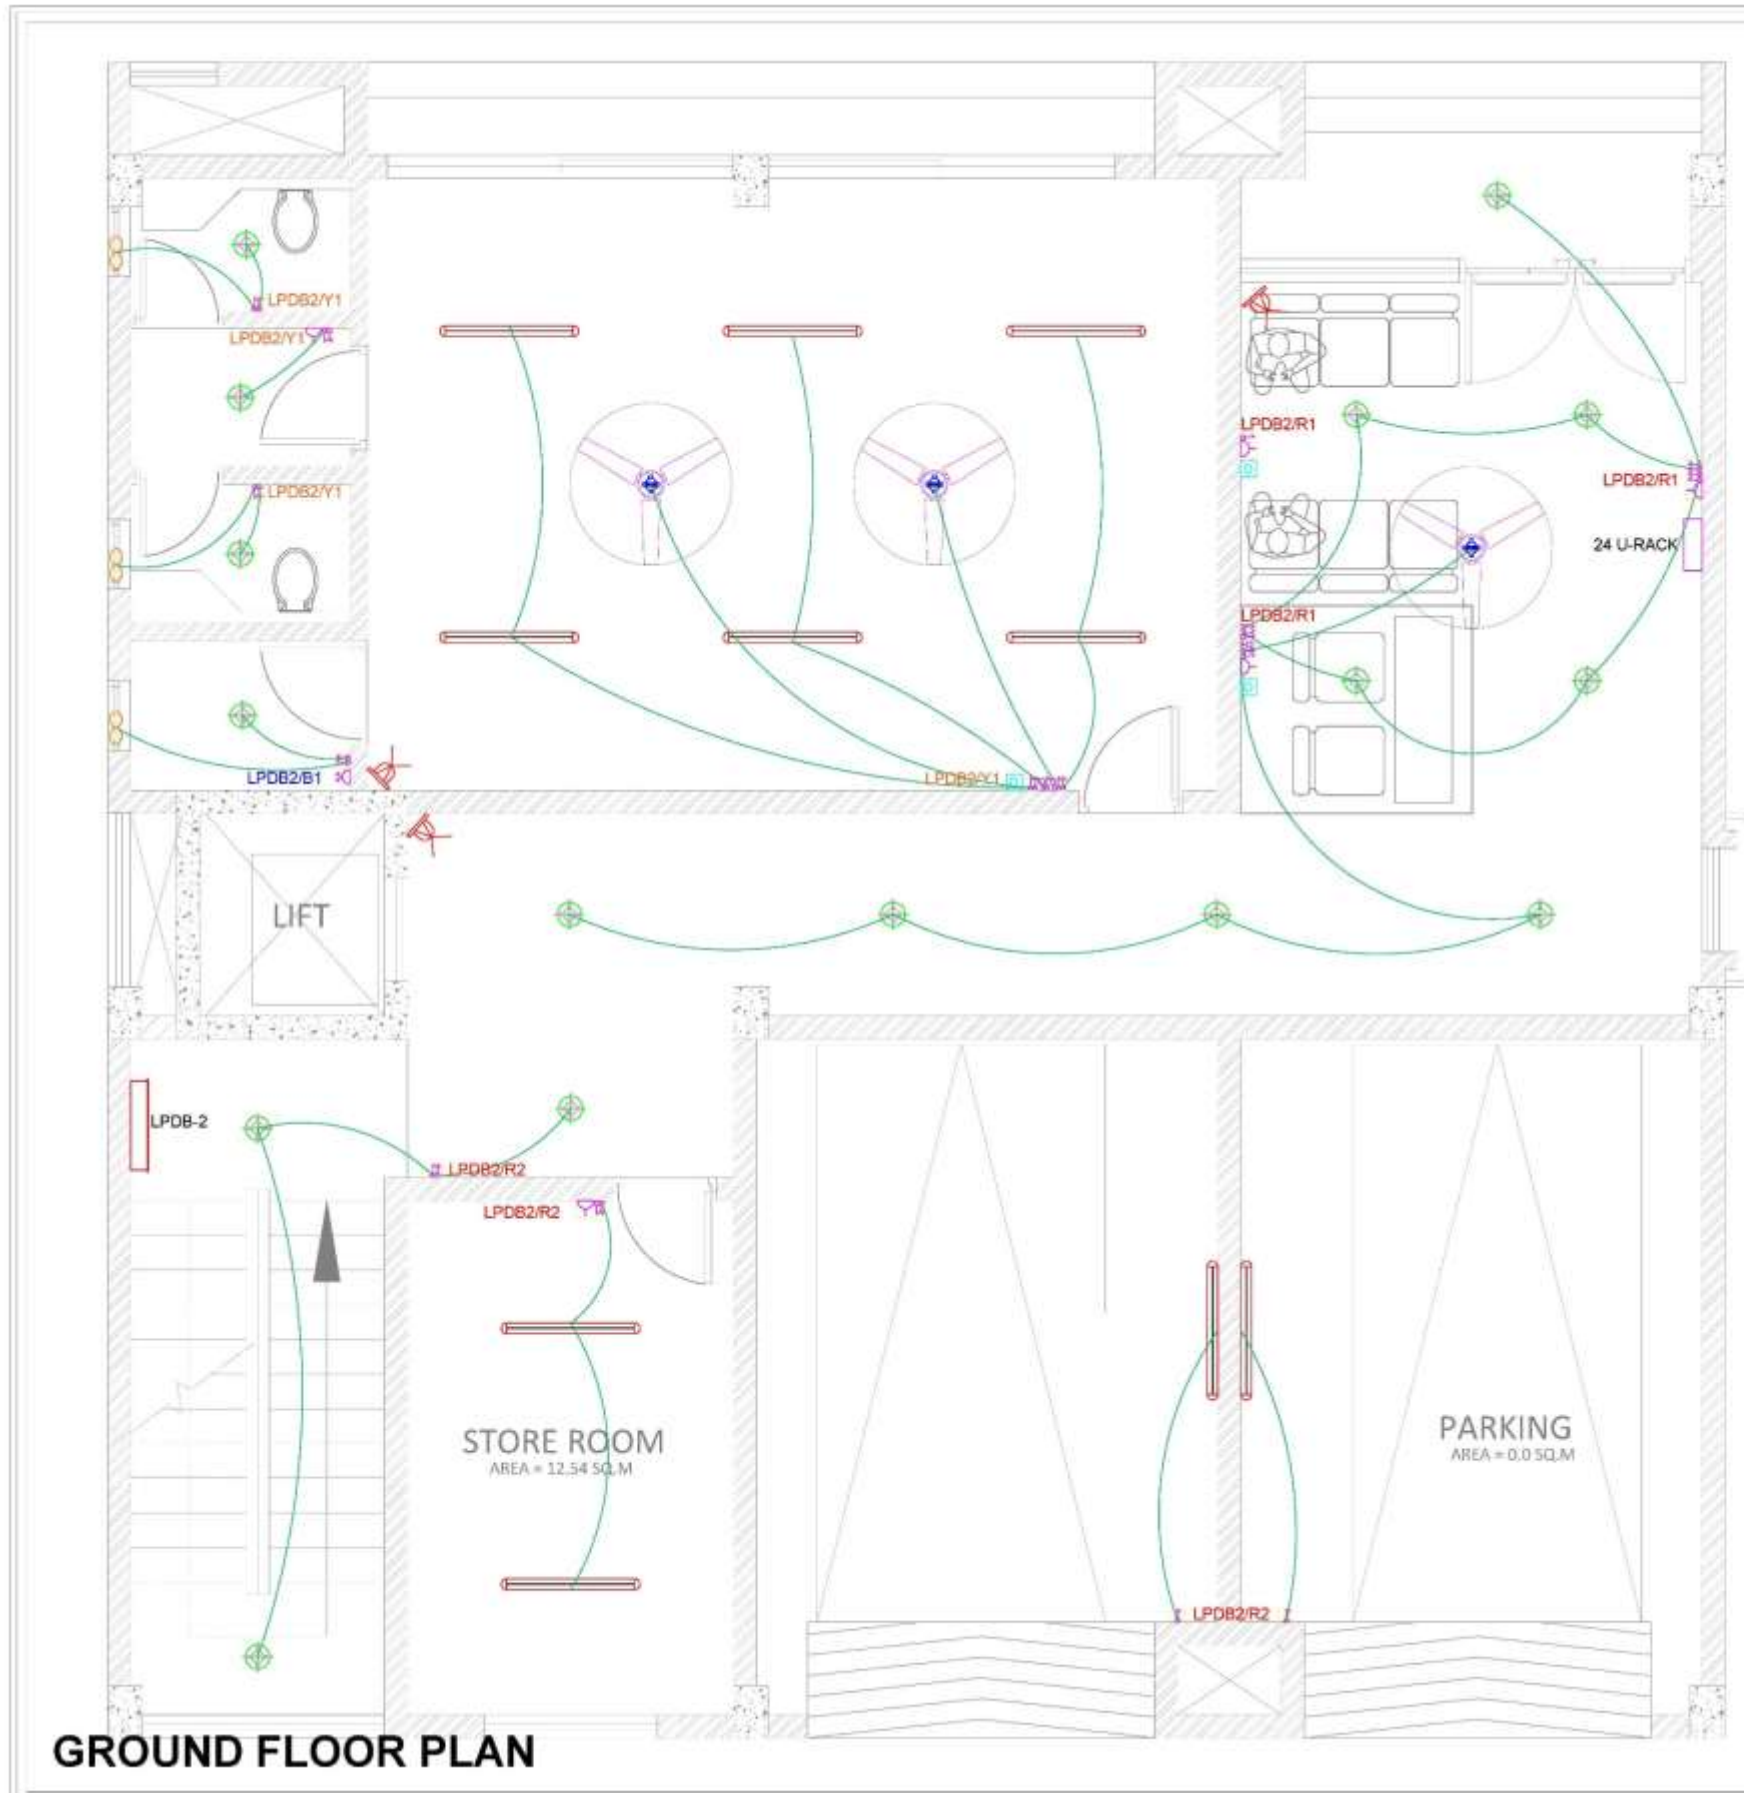 LPDB2/Y1
LPDB2/Y1
LPDB2/R1
LPDB2/R1
LPDB2/Y1
24 U-RACK
LPDB2/R1
LPDB2/B1
LPDB2/Y1
LIFT
LPDB-2
LPDB2/R2
LPDB2/R2
STORE ROOM
AREA = 12.54 SQ.M
PARKING
AREA = 0.0 SQ.M
LPDB2/R2
GROUND FLOOR PLAN